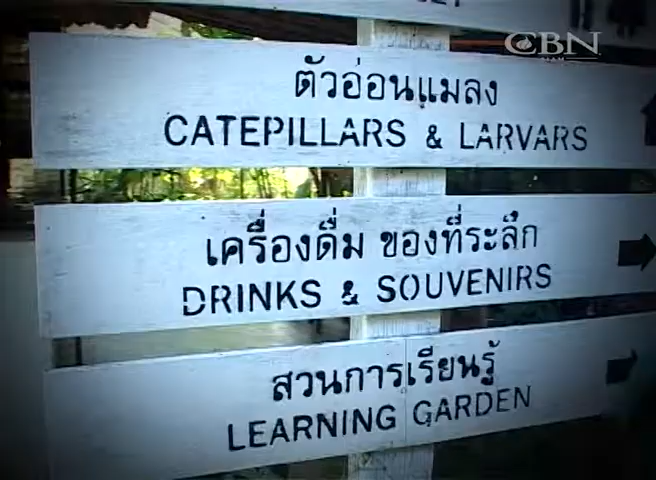 CBN
SIAM
ตัวอ่อนแมลง
CATEPILLARS & LARVARS
เครื่องดื่ม ของที่ระลึก
DRINKS & SOUVENIRS
สวนการเรียนรู้
LEARNING GARDEN